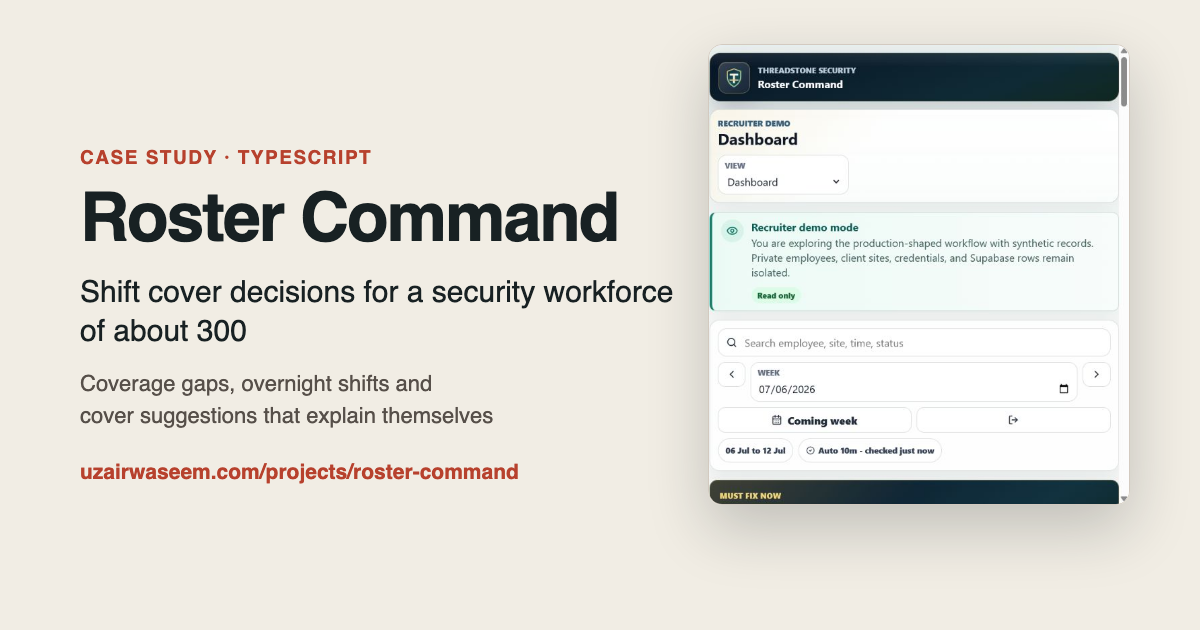 CASE STUDY · TYPESCRIPT
Roster Command
Shift cover decisions for a security workforce
of about 300
Coverage gaps, overnight shifts and
cover suggestions that explain themselves
uzairwaseem.com/projects/roster-command
THREADSTONE SECURITY
Roster Command
RECRUITER DEMO
Dashboard
VIEW
Dashboard
Recruiter demo mode
You are exploring the production-shaped workflow with synthetic records.
Private employees, client sites, credentials, and Supabase rows remain
isolated.
Read only
Search employee, site, time, status
WEEK
07/06/2026
Coming week
06 Jul to 12 Jul
Auto 10m - checked just now
MUST FIX NOW